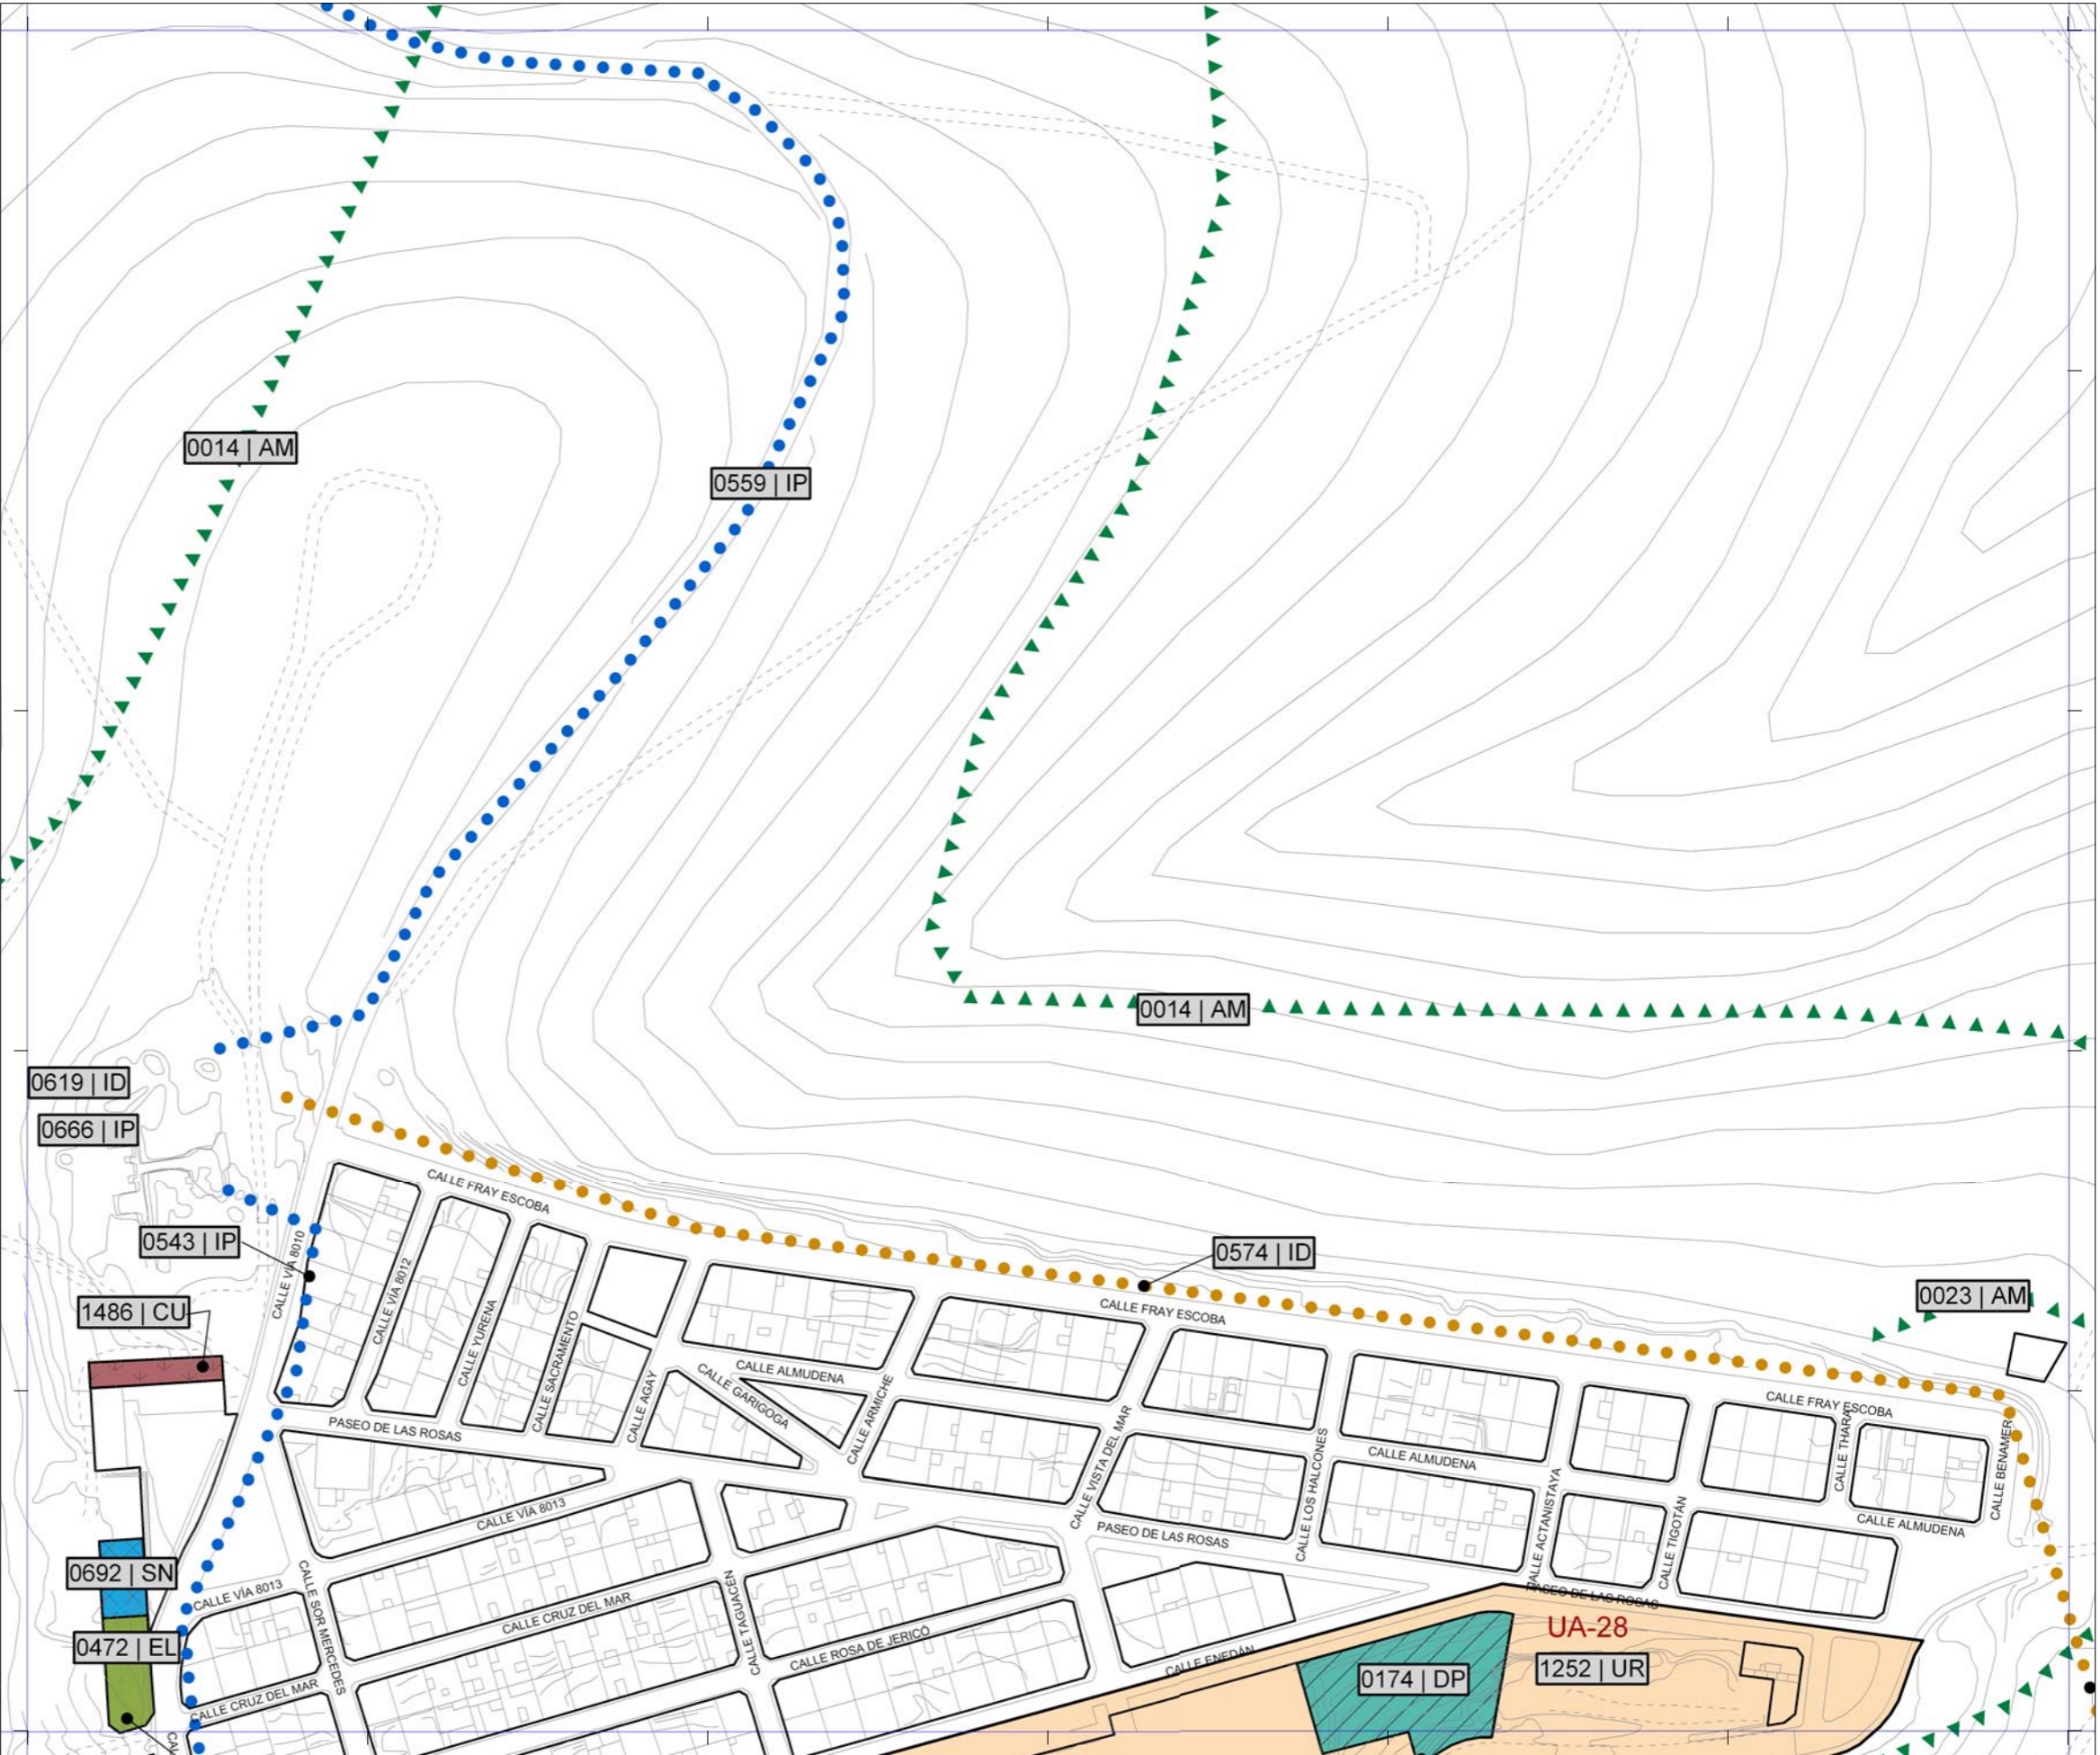 0014 | AM
0559 | IP
0014 | AM
0619 | ID
0666 | IP
0543 | IP
0574 | ID
0023 | AM
1486 | CU
CALLE FRAY ESCOBA
CALLE VÍA 8010
CALLE VÍA 8012
CALLE YURENA
CALLE SACRAMENTO
CALLE AGAY
CALLE FRAY ESCOBA
CALLE ALMUDENA
CALLE GARIGOGA
CALLE ARMICHE
PASEO DE LAS ROSAS
CALLE VISTA DEL MAR
CALLE LOS HALCONES
CALLE ALMUDENA
CALLE FRAY ESCOBA
CALLE THARA
CALLE BENAMER
CALLE ALMUDENA
CALLE ACTANISTAYA
CALLE TIGOTÁN
PASEO DE LAS ROSAS
PASEO DE LAS ROSAS
CALLE VÍA 8013
0692 | SN
CALLE VÍA 8013
CALLE SOR MERCEDES
CALLE CRUZ DEL MAR
CALLE TAGUACÉN
CALLE ROSA DE JERICÓ
CALLE ENEDÁN
UA-28
1252 | UR
0174 | DP
0472 | EL
CALLE CRUZ DEL MAR